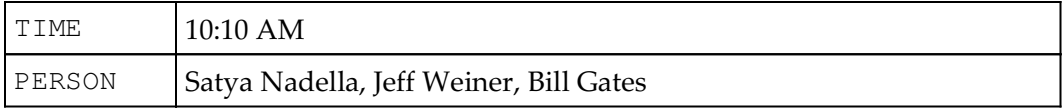 TIME 10:10 AM
PERSON Satya Nadella, Jeff Weiner, Bill Gates